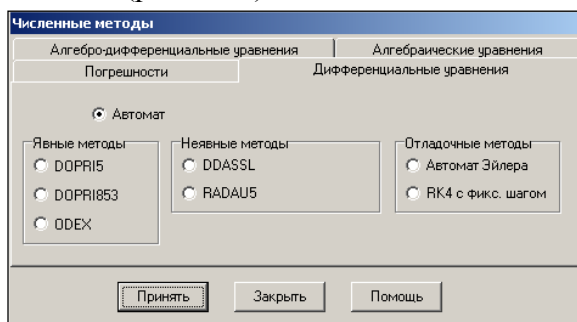 Численные методы
Алгебро-дифференциальные уравнения Алгебраические уравнения
Погрешности Дифференциальные уравнения
Автомат
Явные методы Неявные методы Отладочные методы
DOPRI5 DDASSL Автомат Эйлера
DOPRI853 RADAU5 RK4 с фикс. шагом
ODEX
Принять Закрыть Помощь